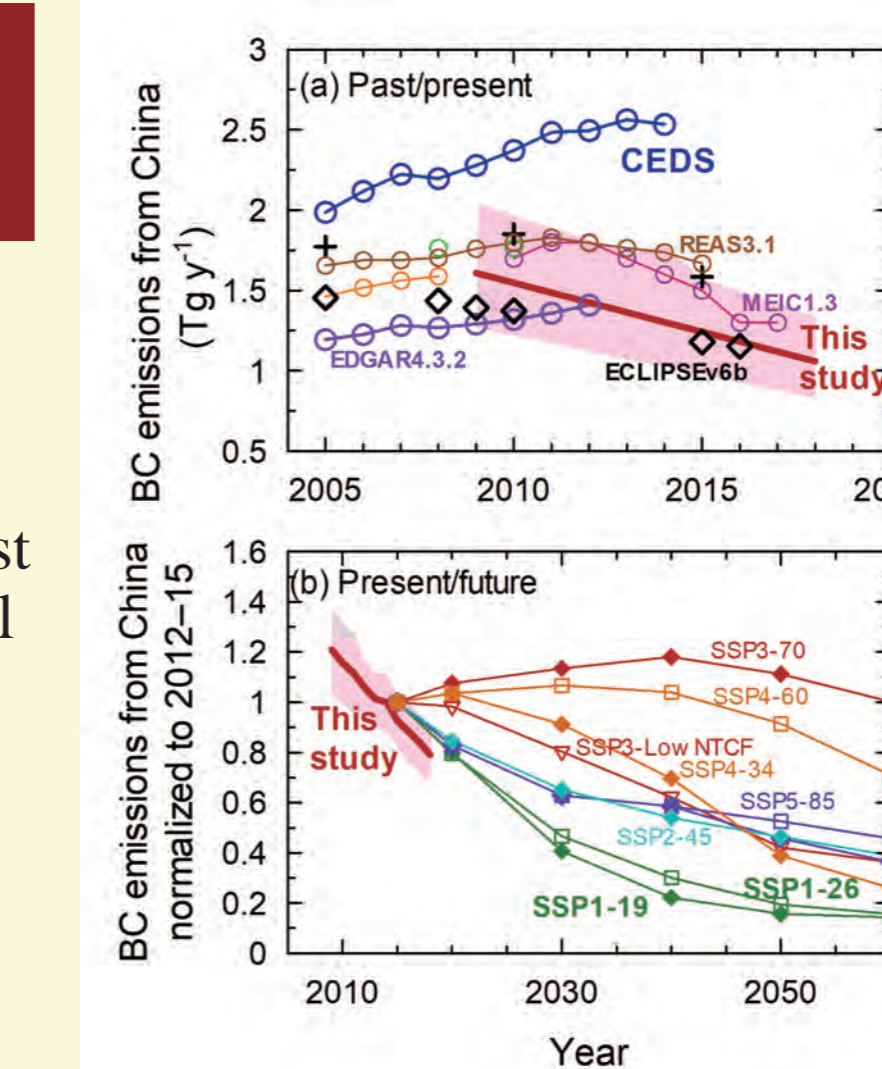 st
l
BC emissions from China
(Tg y-1)
3
2.5
2
1.5
1
0.5
(a) Past/present
CEDS
REAS3.1
MEIC1.3
EDGAR4.3.2
ECLIPSEv6b
This
study
2005
2010
2015
20
BC emissions from China
normalized to 2012–15
1.6
1.4
1.2
1
0.8
0.6
0.4
0.2
0
(b) Present/future
This
study
SSP3-70
SSP4-60
SSP3-Low NTCF
SSP4-34
SSP5-85
SSP2-45
SSP1-26
SSP1-19
2010
2030
2050
Year